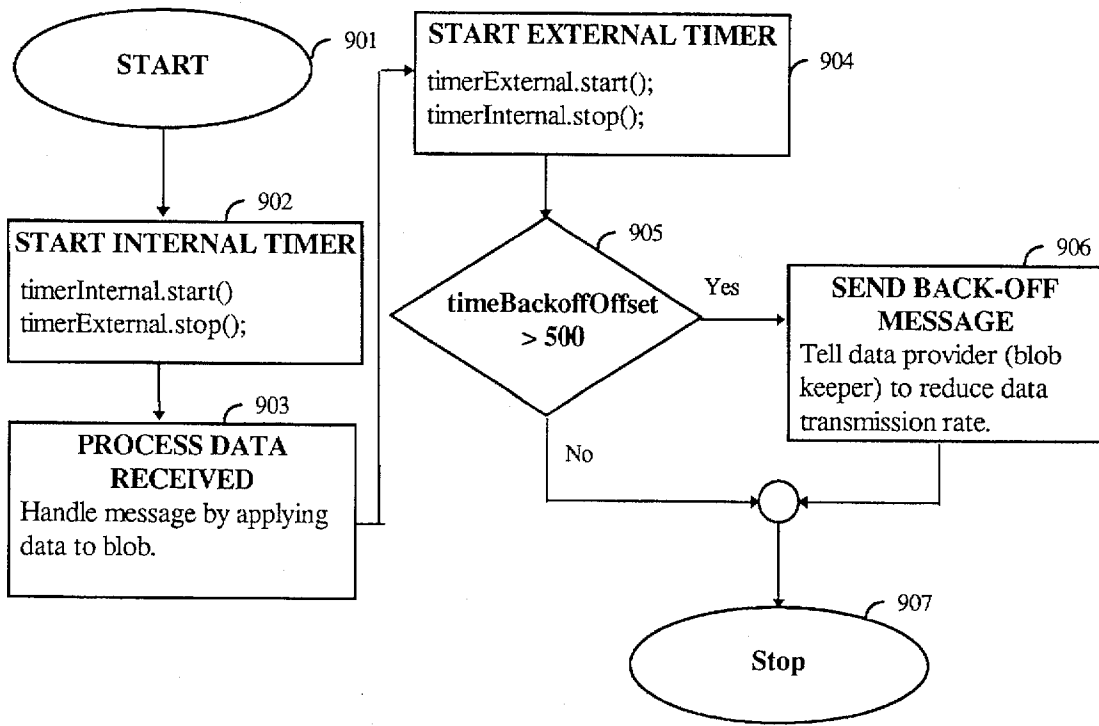 START
901
902
START INTERNAL TIMER
timerInternal.start()
timerExternal.stop();
903
PROCESS DATA
RECEIVED
Handle message by applying
data to blob.
START EXTERNAL TIMER
904
timerExternal.start();
timerInternal.stop();
905
timeBackoffOffset
> 500
Yes
No
906
SEND BACK-OFF
MESSAGE
Tell data provider (blob
keeper) to reduce data
transmission rate.
907
Stop